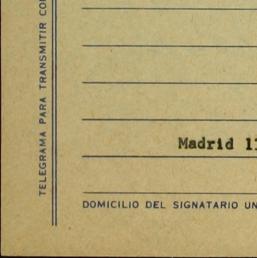 TELEGRAMA PARA TRANSMITIR
Madrid
DOMICILIO DEL SIGNATARIO